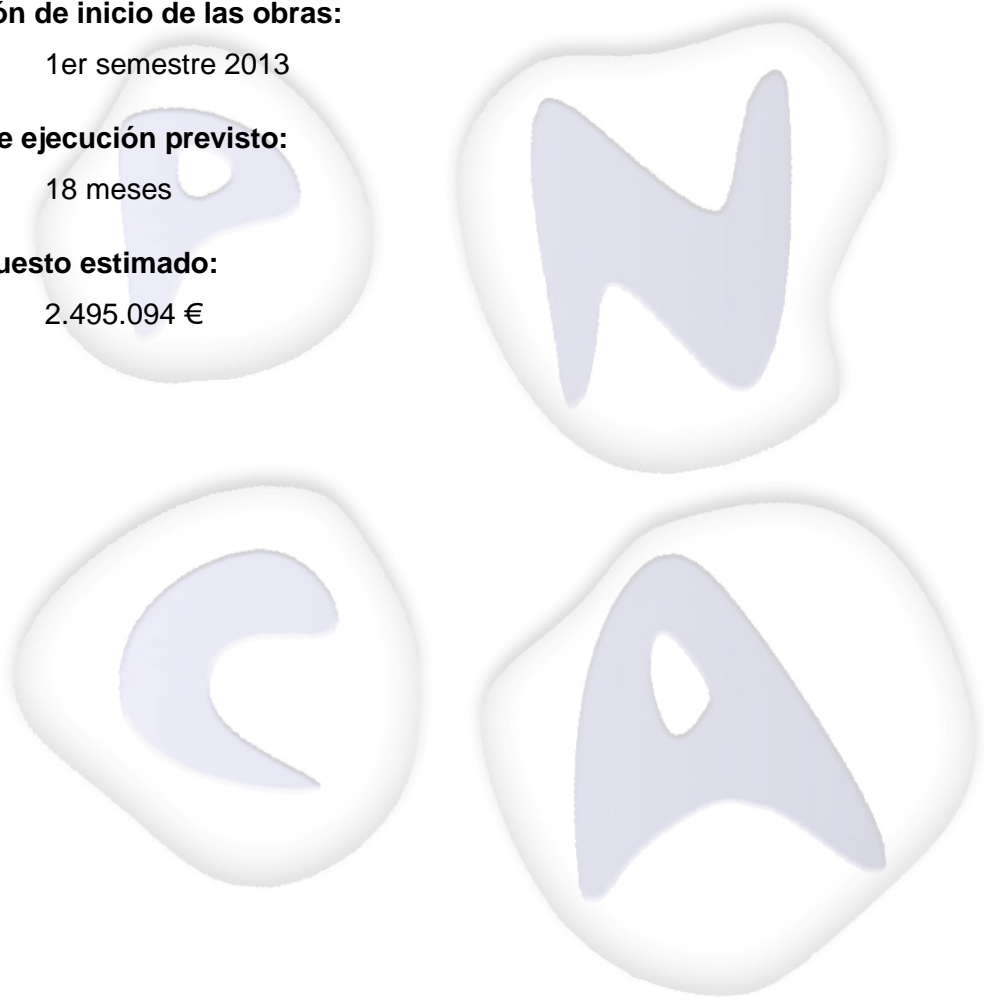 ón de inicio de las obras:
1er semestre 2013
e ejecución previsto:
18 meses
uesto estimado:
2.495.094 €
P N
C A